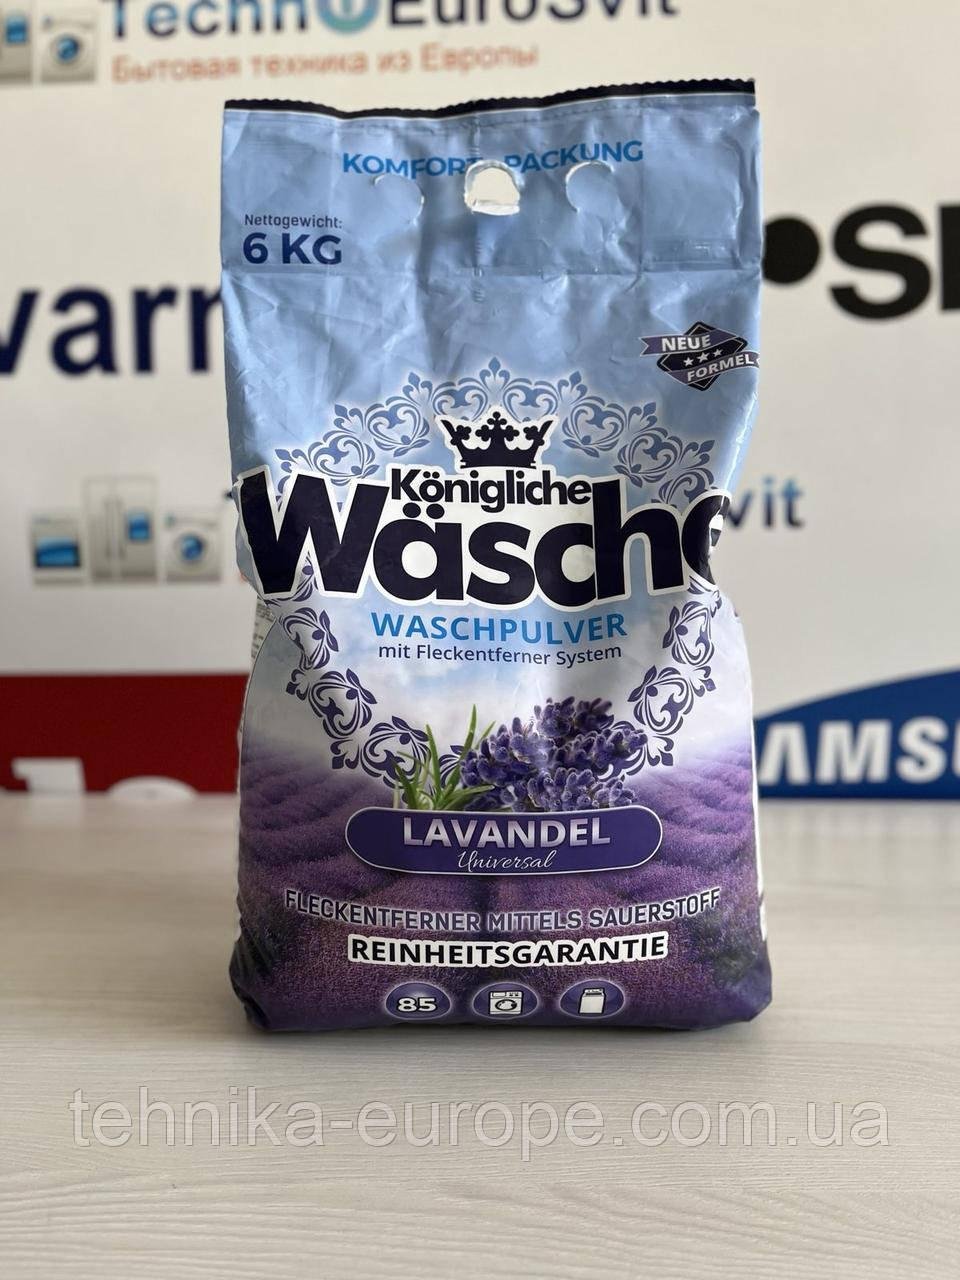 TechnoEuroSvit
Бытовая техника из Европы
KOMFORT PACKUNG
Nettogewicht:
6 KG
NEUE
FORMEL
Königliche
Wäsche
WASCHPULVER
mit Fleckentferner System
LAVANDEL
Universal
FLECKENTFERNER MITTELS SAUERSTOFF
REINHEITSGARANTIE
85
tehnika-europe.com.ua